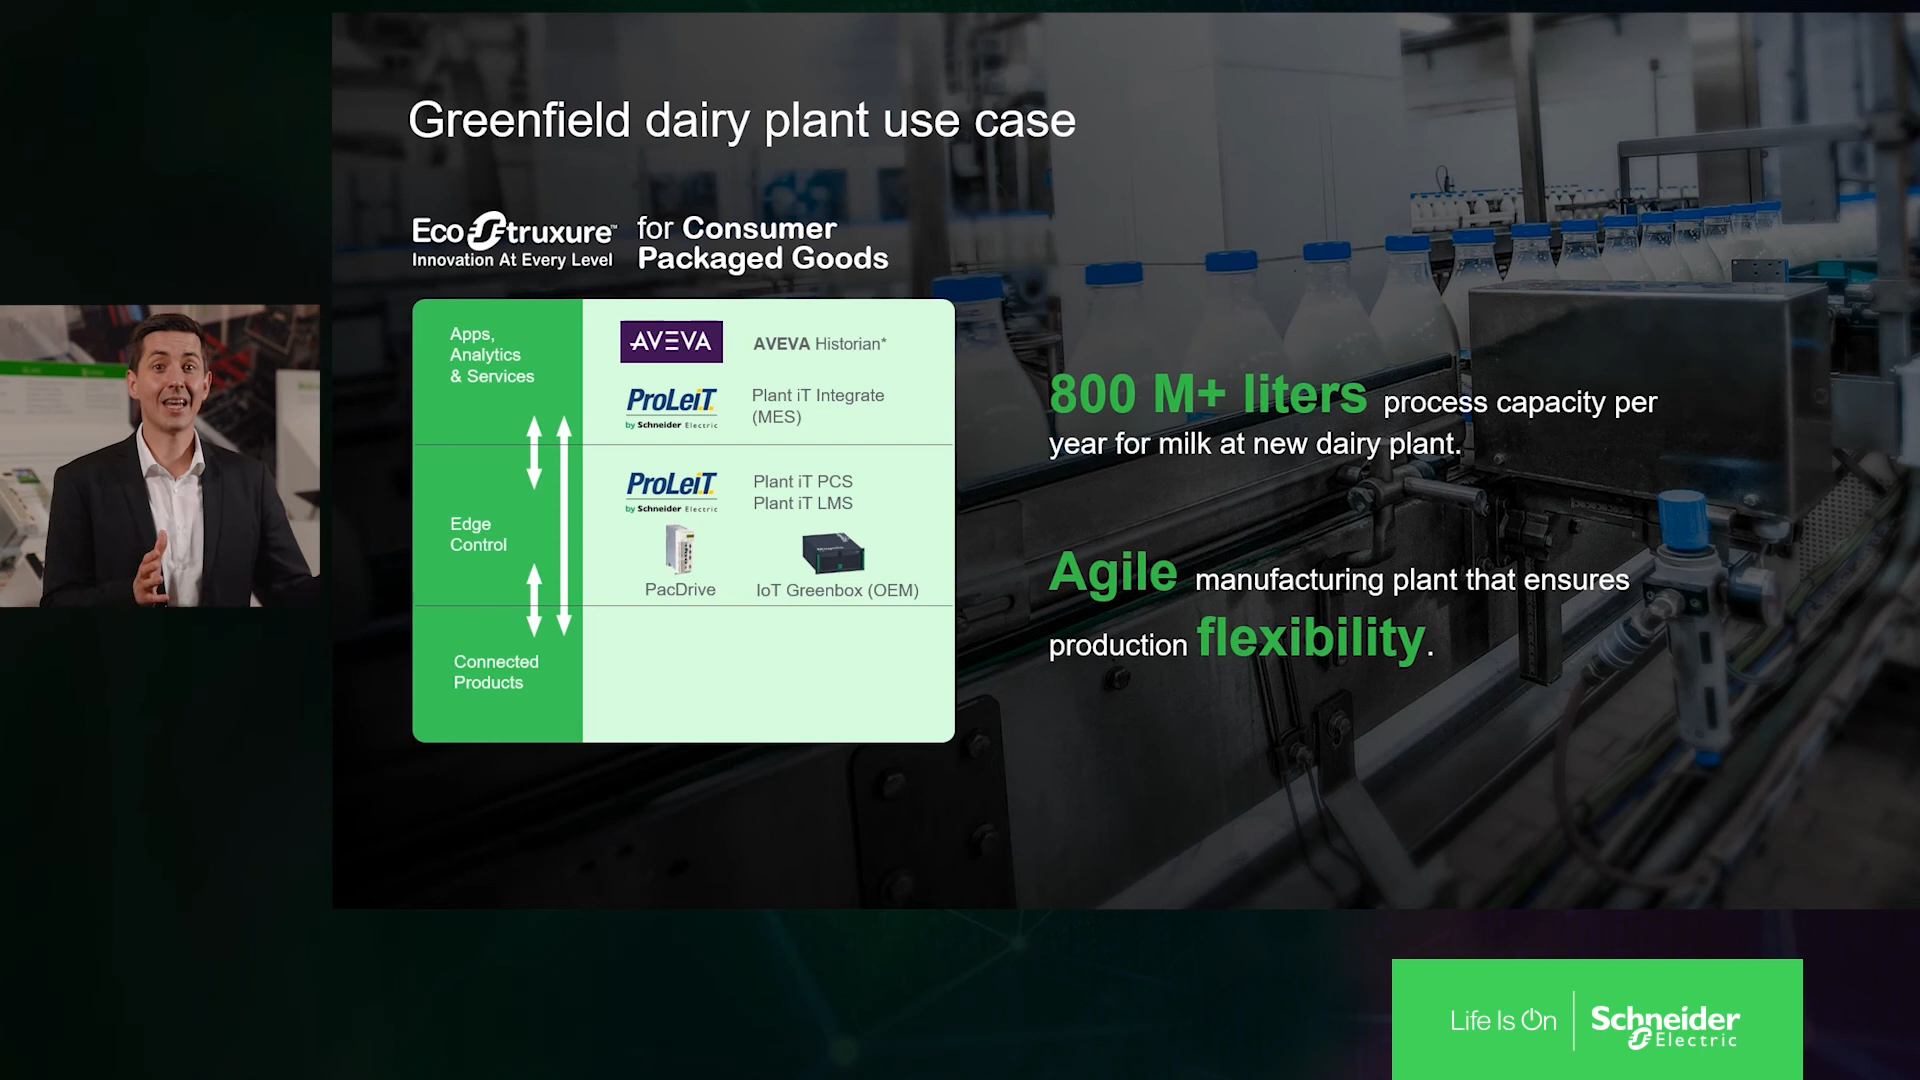 Greenfield dairy plant use case
EcoStruxure™
Innovation At Every Level
for Consumer
Packaged Goods
Apps,
Analytics
& Services
AVEVA
AVEVA Historian*
ProLeiT
by Schneider Electric
Plant iT Integrate
(MES)
Edge
Control
ProLeiT
by Schneider Electric
Plant iT PCS
Plant iT LMS
PacDrive
IoT Greenbox (OEM)
Connected
Products
800 M+ liters process capacity per
year for milk at new dairy plant.
Agile manufacturing plant that ensures
production flexibility.
Life Is On
Schneider
Electric